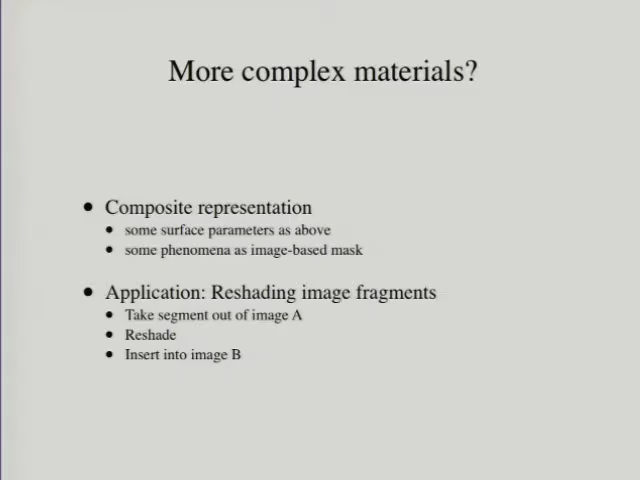 More complex materials?
• Composite representation
• some surface parameters as above
• some phenomena as image-based mask
• Application: Reshading image fragments
• Take segment out of image A
• Reshade
• Insert into image B